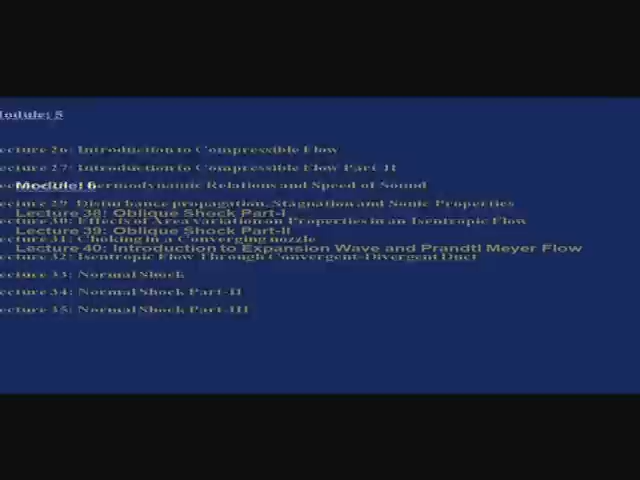 Module: 5
ecture 26: Introduction to Compressible Flow
ecture 27: Introduction to Compressible Flow Part-II
Module: 6
ermodynamic Relations and Speed of Sound
ecture 29: Disturbance propagation, Stagnation and Sonic Properties
Lecture 38: Oblique Shock Part-I
ecture 30: Effects of Area Variation on Properties in an Isentropic Flow
Lecture 39: Oblique Shock Part-II
ecture 31: Choking in a Converging nozzle
Lecture 40: Introduction to Expansion Wave and Prandtl Meyer Flow
ecture 32: Isentropic Flow Through Convergent-Divergent Duct
ecture 33: Normal Shock
ecture 34: Normal Shock Part-II
ecture 35: Normal Shock Part-III